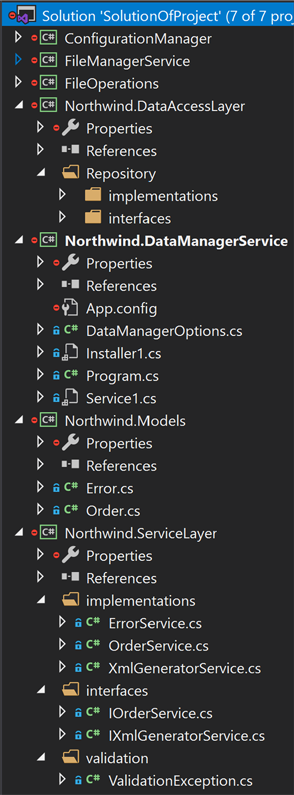 Solution 'SolutionOfProject' (7 of 7 proj
C# ConfigurationManager
C# FileManagerService
C# FileOperations
C# Northwind.DataAccessLayer
Properties
References
Repository
implementations
interfaces
C# Northwind.DataManagerService
Properties
References
App.config
C# DataManagerOptions.cs
Installer1.cs
C# Program.cs
Service1.cs
C# Northwind.Models
Properties
References
C# Error.cs
C# Order.cs
C# Northwind.ServiceLayer
Properties
References
implementations
C# ErrorService.cs
C# OrderService.cs
C# XmlGeneratorService.cs
interfaces
C# IOrderService.cs
C# IXmlGeneratorService.cs
validation
C# ValidationException.cs